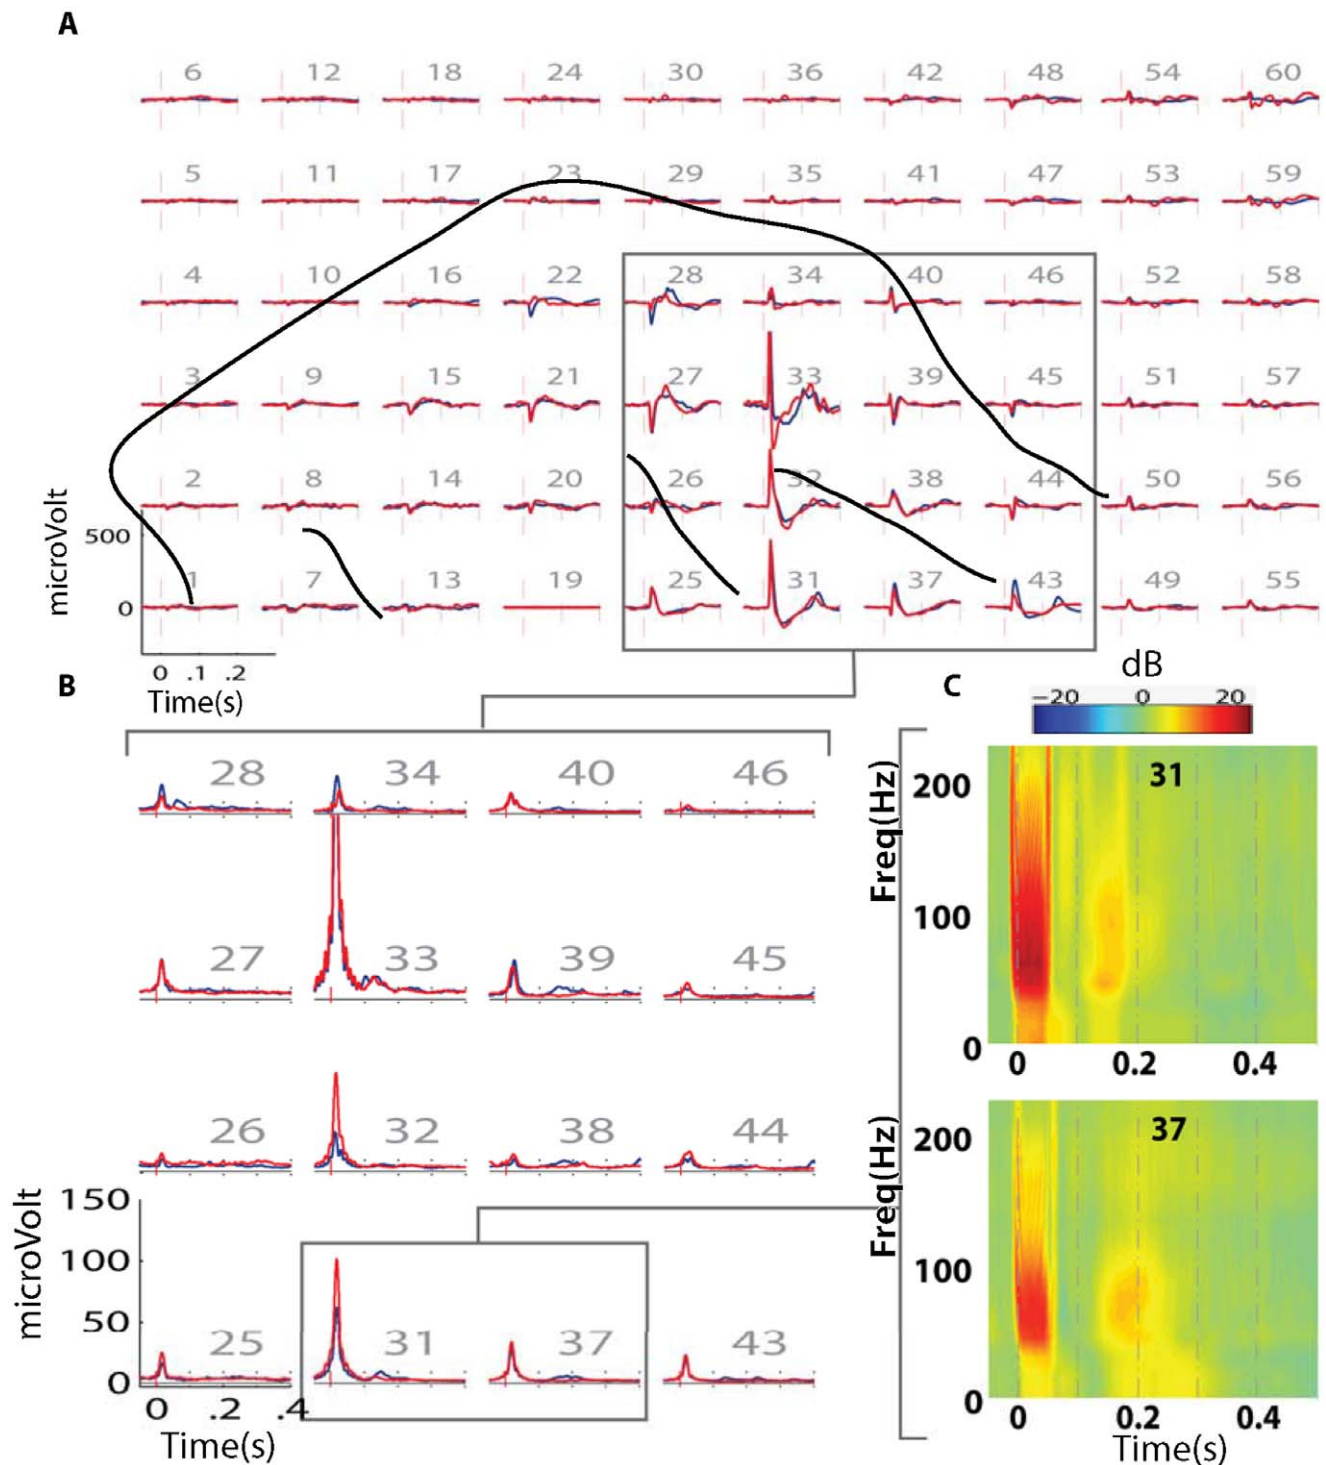 A
6 12 18 24 30 36 42 48 54 60
5 11 17 23 29 35 41 47 53 59
4 10 16 22 28 34 40 46 52 58
3 9 15 21 27 33 39 45 51 57
2 8 14 20 26 32 38 44 50 56
microVolt
500
1 7 13 19 25 31 37 43 49 55
0
0 .1 .2
Time(s)
B
28 34 40 46
27 33 39 45
26 32 38 44
microVolt
150
100
50
25 31 37 43
0
0 .2 .4
Time(s)
C
dB
−20 0 20
Freq(Hz)
31
200
100
0
0 0.2 0.4
Freq(Hz)
37
200
100
0
0 0.2 0.4
Time(s)